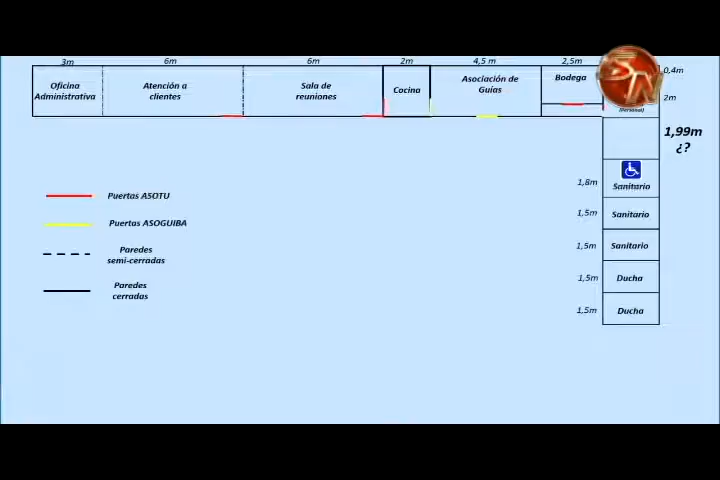 3m
6m
6m
2m
4,5 m
2,5m
Oficina
Administrativa
Atención a
clientes
Sala de
reuniones
Cocina
Asociación de
Guías
Bodega
0,4m
2m
1,99m
¿?
1,8m
Sanitario
1,5m
Sanitario
1,5m
Sanitario
1,5m
Ducha
1,5m
Ducha
Puertas ASOTU
Puertas ASOGUIBA
Paredes
semi-cerradas
Paredes
cerradas